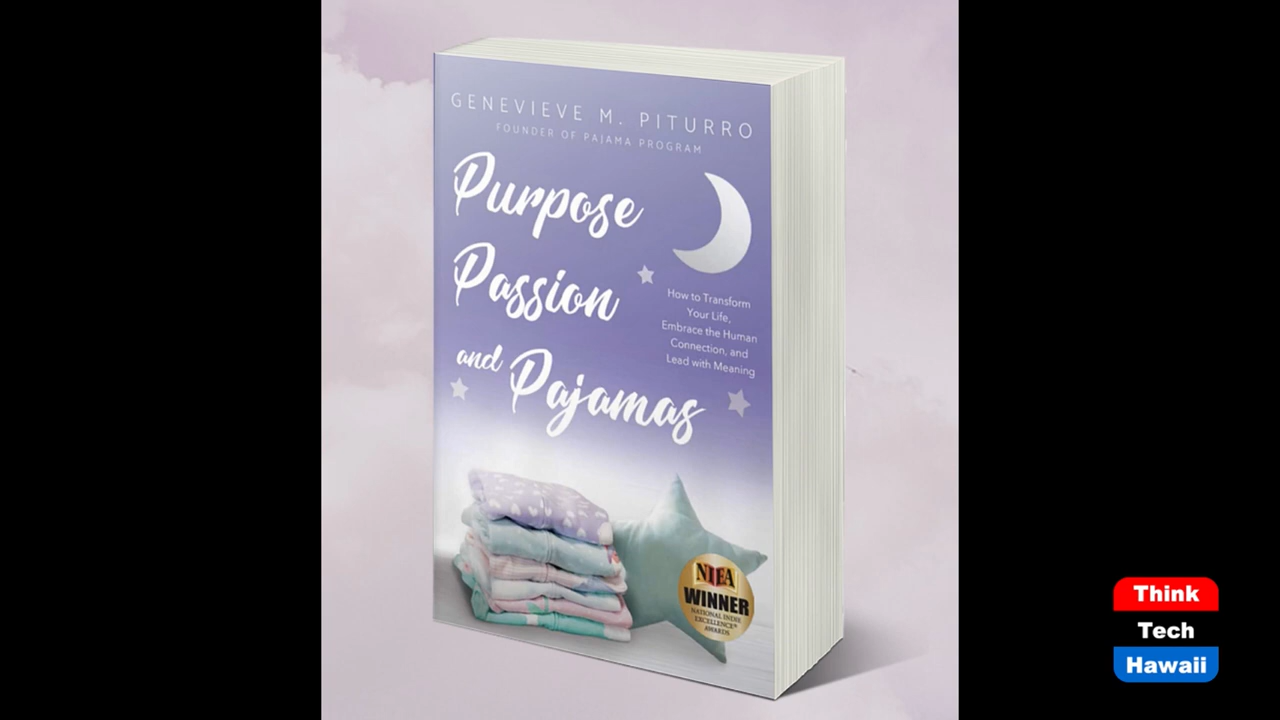 GENEVIEVE M. PITURRO
FOUNDER OF PAJAMA PROGRAM
Purpose
Passion
and Pajamas
How to Transform
Your Life,
Embrace the Human
Connection, and
Lead with Meaning
NIEA
WINNER
NATIONAL INDIE
EXCELLENCE®
AWARDS
Think
Tech
Hawaii